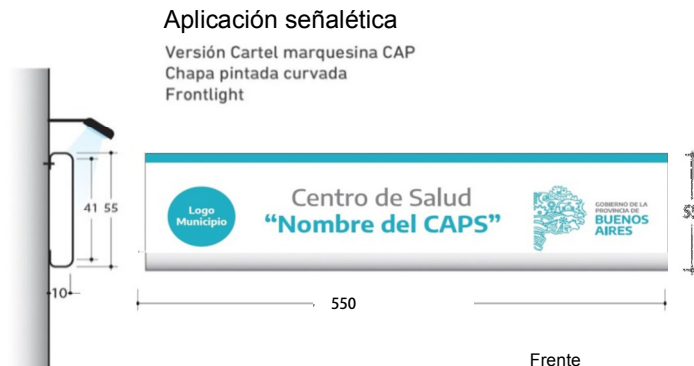 Aplicación señalética
Versión Cartel marquesina CAP
Chapa pintada curvada
Frontlight
41 55
10
Logo
Municipio
Centro de Salud
“Nombre del CAPS”
GOBIERNO DE LA
PROVINCIA DE
BUENOS
AIRES
550
Frente